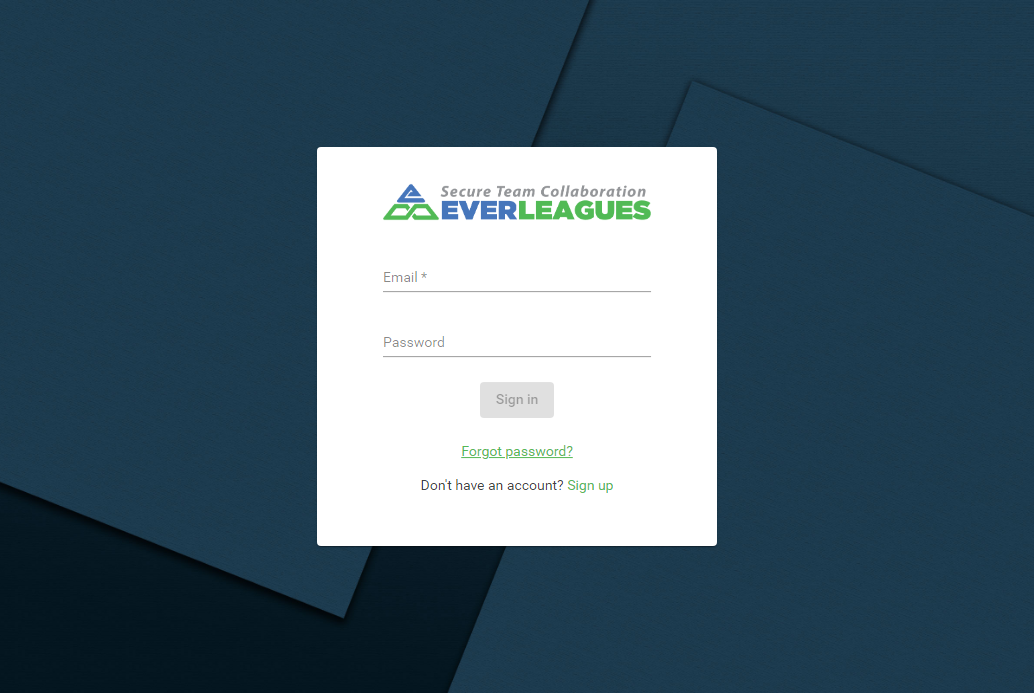 Secure Team Collaboration
EVERLEAGUES
Email *
Password
Sign in
Forgot password?
Don't have an account? Sign up